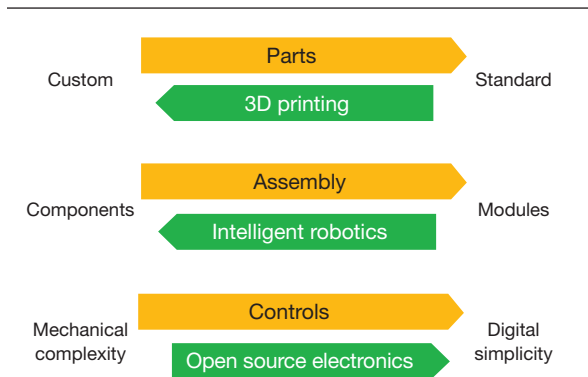 Parts
Custom
Standard
3D printing
Assembly
Components
Modules
Intelligent robotics
Controls
Mechanical
complexity
Digital
simplicity
Open source electronics